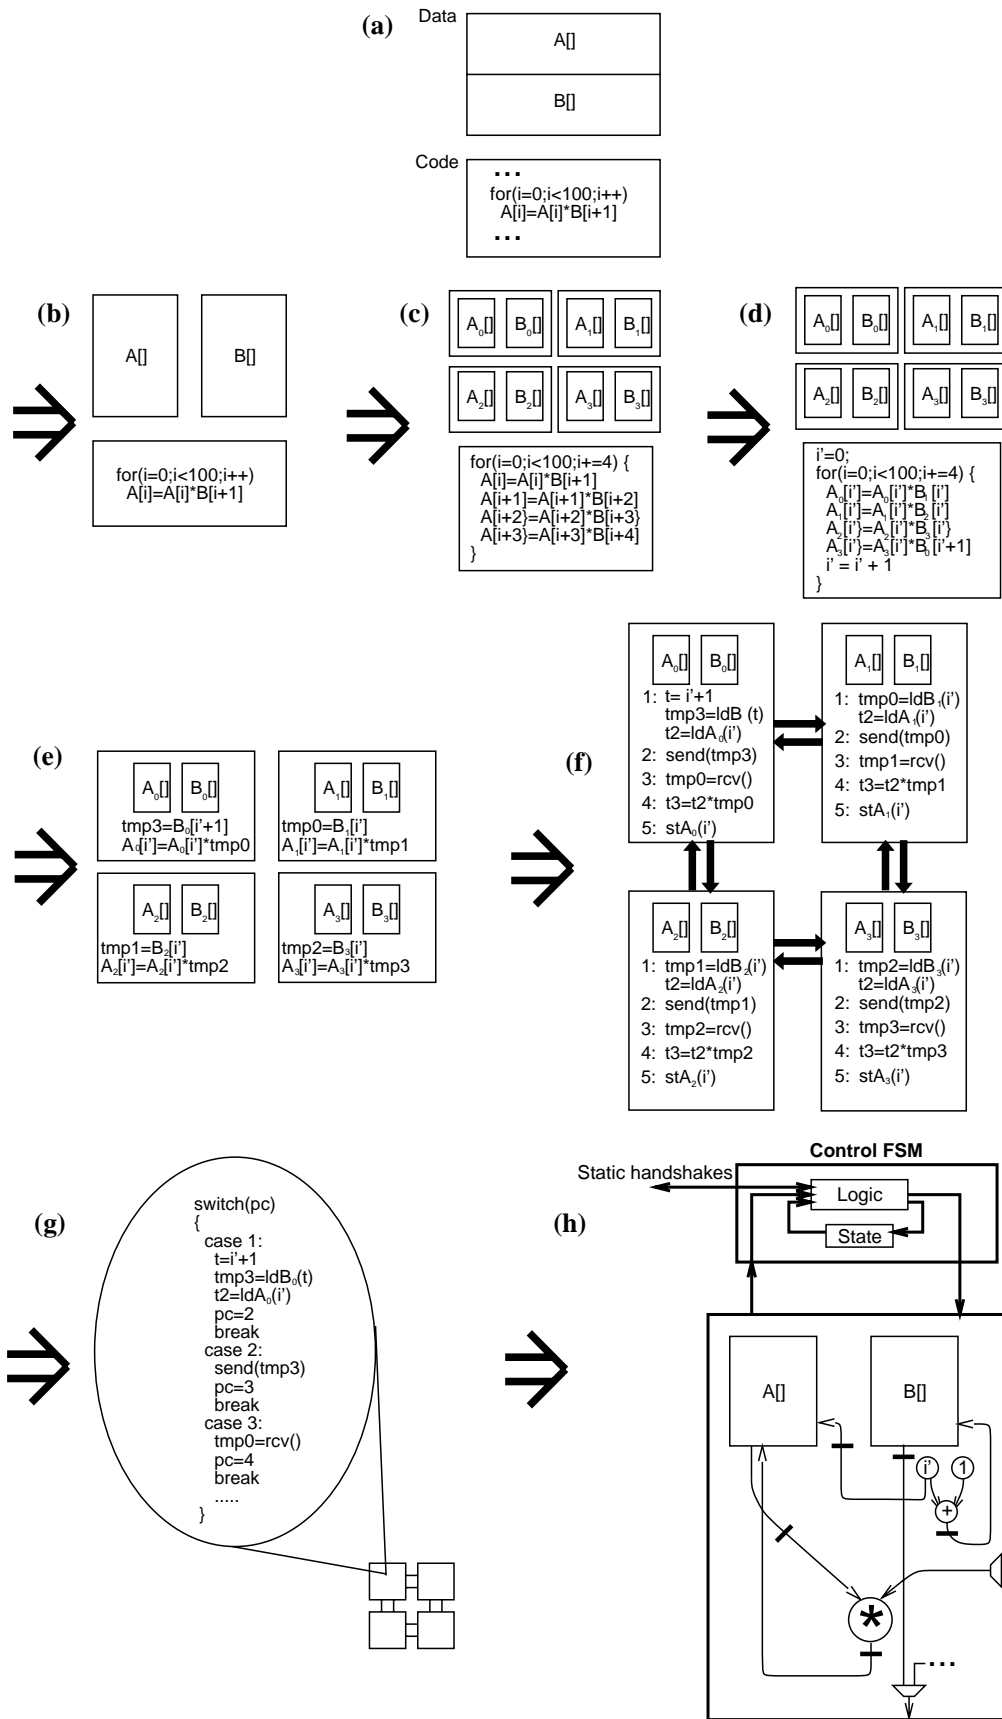 (a)
Data
A[]
B[]
Code
...
for(i=0;i<100;i++)
A[i]=A[i]*B[i+1]
...
(b)
A[]
B[]
for(i=0;i<100;i++)
A[i]=A[i]*B[i+1]
(c)
A₀[] B₀[] A₁[] B₁[]
A₂[] B₂[] A₃[] B₃[]
for(i=0;i<100;i+=4) {
A[i]=A[i]*B[i+1]
A[i+1]=A[i+1]*B[i+2]
A[i+2}=A[i+2]*B[i+3}
A[i+3}=A[i+3]*B[i+4]
}
(d)
A₀[] B₀[] A₁[] B₁[]
A₂[] B₂[] A₃[] B₃[]
i'=0;
for(i=0;i<100;i+=4) {
A₀[i']=A₀[i']*B₁[i']
A₁[i']=A₁[i']*B₂[i']
A₂[i'}=A₂[i']*B₃[i'}
A₃[i'}=A₃[i']*B₀[i'+1]
i' = i' + 1
}
(e)
A₀[] B₀[]
tmp3=B₀[i'+1]
A₀[i']=A₀[i']*tmp0
A₁[] B₁[]
tmp0=B₁[i']
A₁[i']=A₁[i']*tmp1
A₂[] B₂[]
tmp1=B₂[i']
A₂[i']=A₂[i']*tmp2
A₃[] B₃[]
tmp2=B₃[i']
A₃[i']=A₃[i']*tmp3
(f)
A₀[] B₀[]
1: t= i'+1
tmp3=ldB (t)
t2=ldA₀(i')
2: send(tmp3)
3: tmp0=rcv()
4: t3=t2*tmp0
5: stA₀(i')
A₁[] B₁[]
1: tmp0=ldB₁(i')
t2=ldA₁(i')
2: send(tmp0)
3: tmp1=rcv()
4: t3=t2*tmp1
5: stA₁(i')
A₂[] B₂[]
1: tmp1=ldB₂(i')
t2=ldA₂(i')
2: send(tmp1)
3: tmp2=rcv()
4: t3=t2*tmp2
5: stA₂(i')
A₃[] B₃[]
1: tmp2=ldB₃(i')
t2=ldA₃(i')
2: send(tmp2)
3: tmp3=rcv()
4: t3=t2*tmp3
5: stA₃(i')
(g)
switch(pc)
{
case 1:
t=i'+1
tmp3=ldB₀(t)
t2=ldA₀(i')
pc=2
break
case 2:
send(tmp3)
pc=3
break
case 3:
tmp0=rcv()
pc=4
break
.....
}
(h)
Control FSM
Static handshakes
Logic
State
A[]
B[]
i' 1
+
*
...